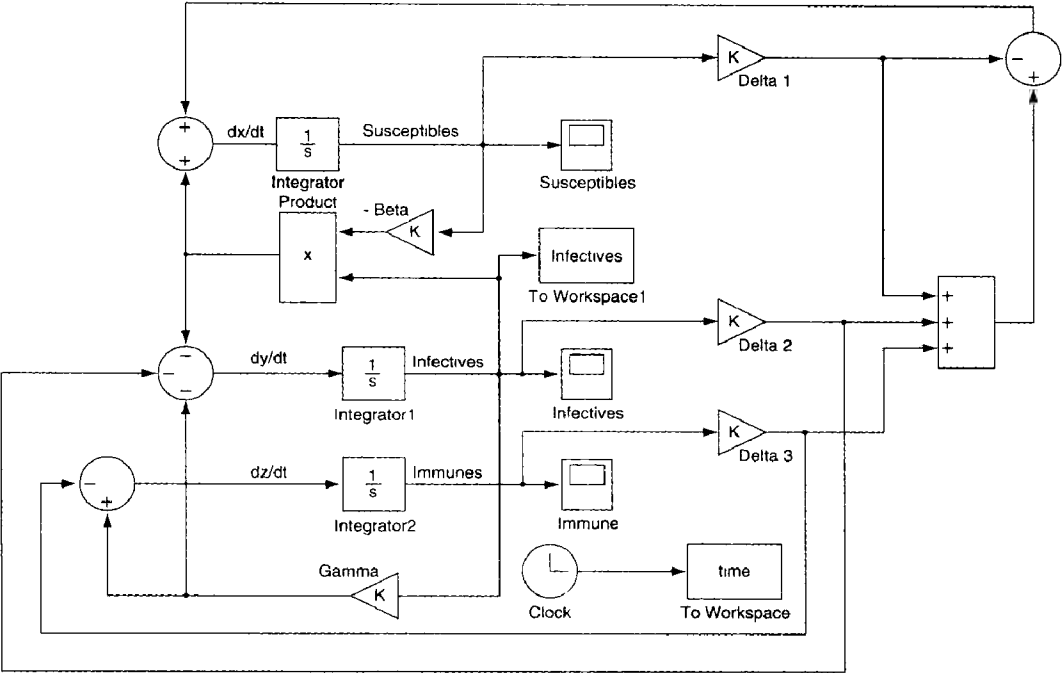 K
Delta 1
−
+
+
+
dx/dt
1
s
Integrator
Susceptibles
Susceptibles
Product
x
- Beta
K
Infectives
To Workspace1
+
+
+
K
Delta 2
−
−
−
dy/dt
1
s
Integrator1
Infectives
Infectives
K
Delta 3
−
+
dz/dt
1
s
Integrator2
Immunes
Immune
Gamma
K
Clock
time
To Workspace